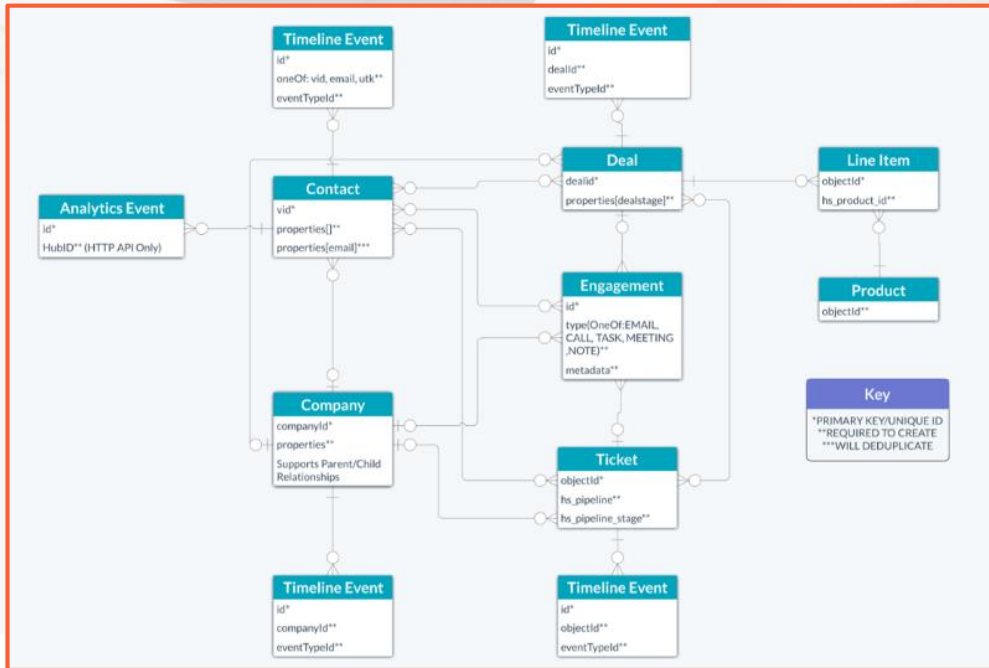 Timeline Event
id*
oneOf: vid, email, utk**
eventTypeId**
Timeline Event
id*
dealId**
eventTypeId**
Deal
dealid*
properties[dealstage]**
Line Item
objectId*
hs_product_id**
Contact
vid*
properties[]**
properties[email]***
Analytics Event
id*
HubID** (HTTP API Only)
Engagement
id*
type(OneOf:EMAIL,
CALL, TASK, MEETING
,NOTE)**
metadata**
Product
objectId**
Company
companyId*
properties**
Supports Parent/Child
Relationships
Key
*PRIMARY KEY/UNIQUE ID
**REQUIRED TO CREATE
***WILL DEDUPLICATE
Ticket
objectId*
hs_pipeline**
hs_pipeline_stage**
Timeline Event
id*
companyId**
eventTypeId**
Timeline Event
id*
objectId**
eventTypeId**